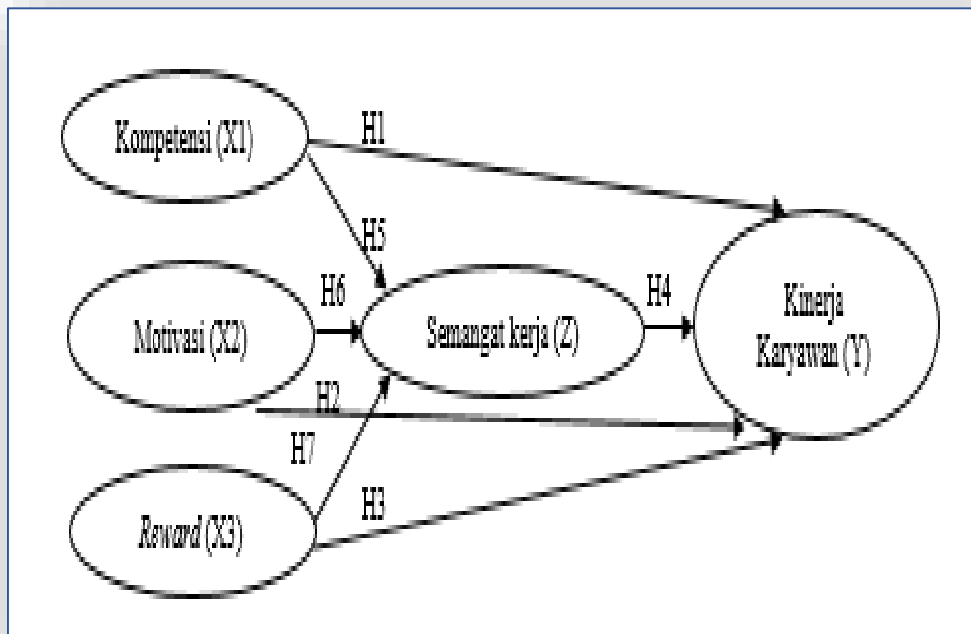 Kompetensi (X1)
H1
H5
Motivasi (X2)
H6
Semangat kerja (Z)
H4
Kinerja
Karyawan (Y)
H2
H7
Reward (X3)
H3